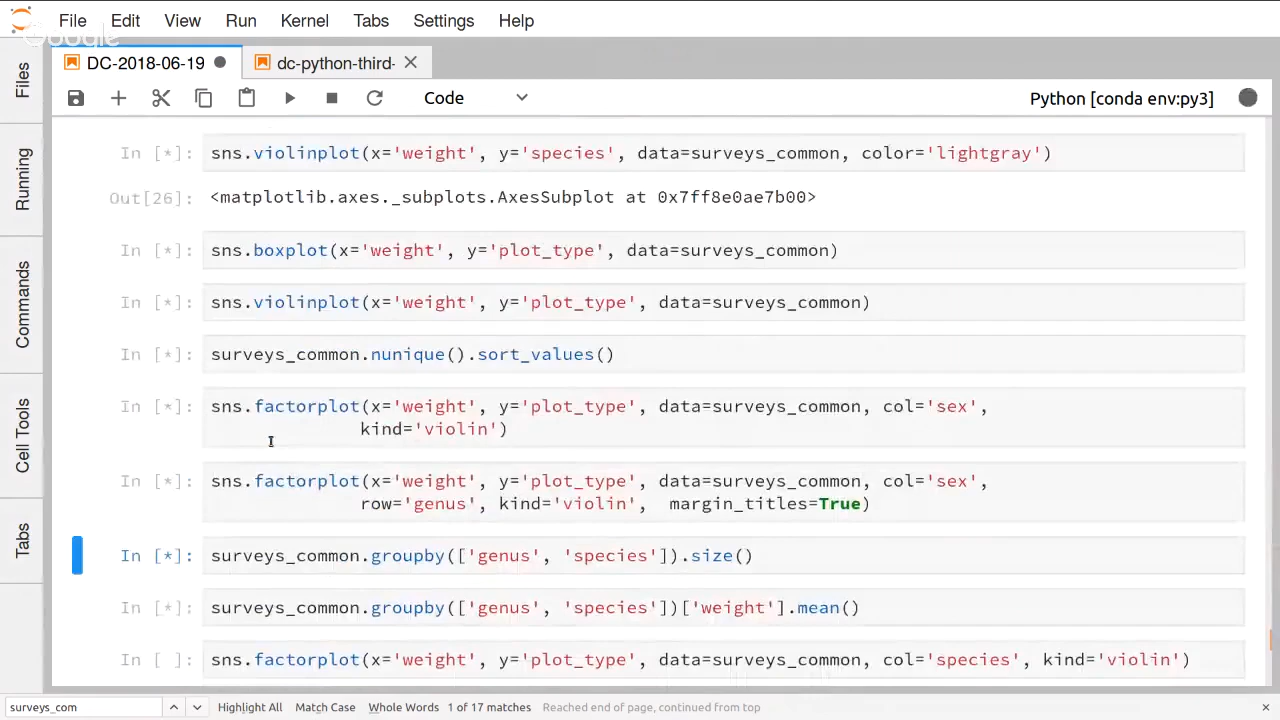 File Edit View Run Kernel Tabs Settings Help
Google
DC-2018-06-19 dc-python-third-
Code Python [conda env:py3]
Files
Running
Commands
Cell Tools
Tabs
In [*]: sns.violinplot(x='weight', y='species', data=surveys_common, color='lightgray')
Out[26]: <matplotlib.axes._subplots.AxesSubplot at 0x7ff8e0ae7b00>
In [*]: sns.boxplot(x='weight', y='plot_type', data=surveys_common)
In [*]: sns.violinplot(x='weight', y='plot_type', data=surveys_common)
In [*]: surveys_common.nunique().sort_values()
In [*]: sns.factorplot(x='weight', y='plot_type', data=surveys_common, col='sex',
kind='violin')
In [*]: sns.factorplot(x='weight', y='plot_type', data=surveys_common, col='sex',
row='genus', kind='violin',  margin_titles=True)
In [*]: surveys_common.groupby(['genus', 'species']).size()
In [*]: surveys_common.groupby(['genus', 'species'])['weight'].mean()
In [ ]: sns.factorplot(x='weight', y='plot_type', data=surveys_common, col='species', kind='violin')
surveys_com Highlight All Match Case Whole Words 1 of 17 matches Reached end of page, continued from top